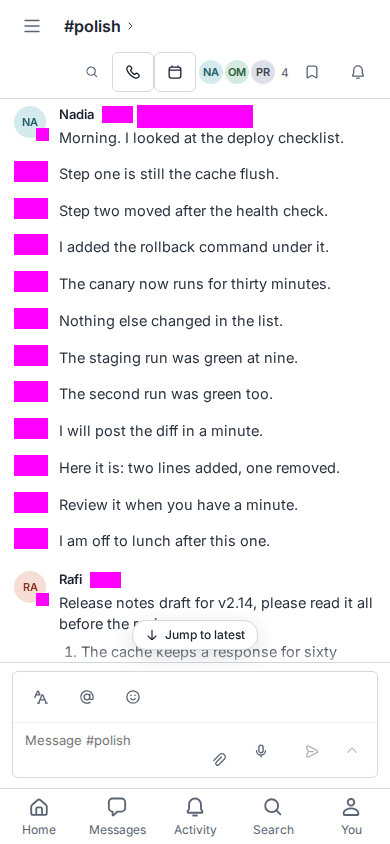 #polish
NA OM PR 4
NA
Nadia
Morning. I looked at the deploy checklist.
Step one is still the cache flush.
Step two moved after the health check.
I added the rollback command under it.
The canary now runs for thirty minutes.
Nothing else changed in the list.
The staging run was green at nine.
The second run was green too.
I will post the diff in a minute.
Here it is: two lines added, one removed.
Review it when you have a minute.
I am off to lunch after this one.
RA
Rafi
Release notes draft for v2.14, please read it all
before the
Jump to latest
1. The cache keeps a response for sixty
Message #polish
Home Messages Activity Search You